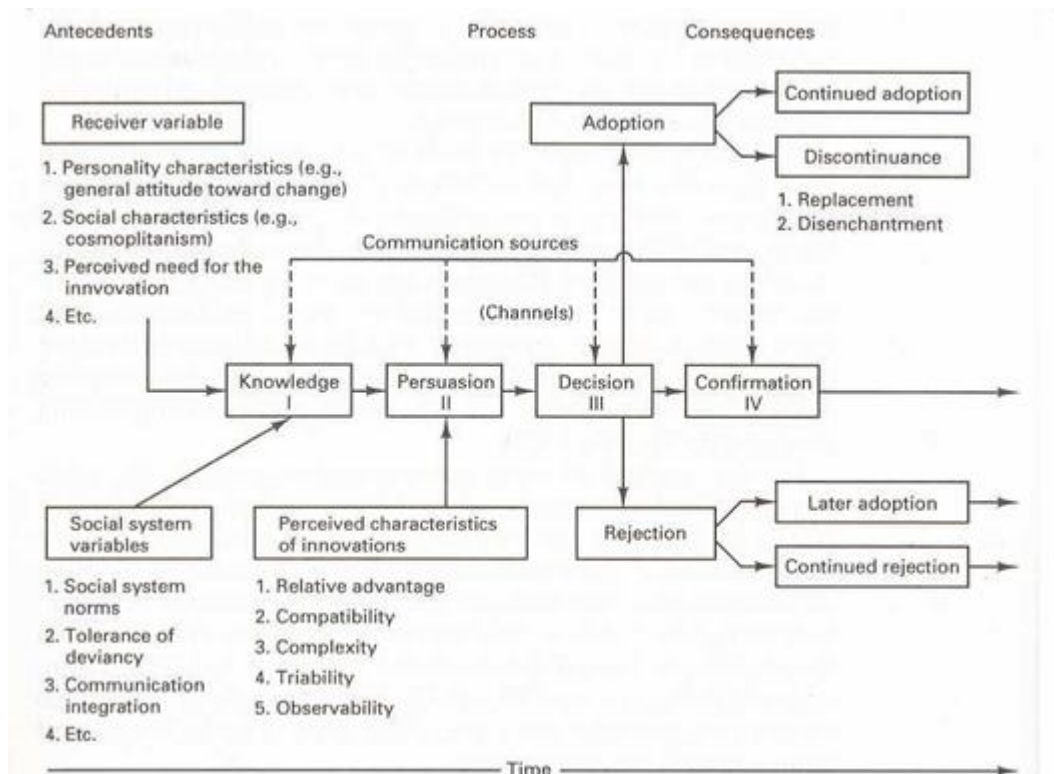 Antecedents
Process
Consequences
Receiver variable
1. Personality characteristics (e.g.,
general attitude toward change)
2. Social characteristics (e.g.,
cosmoplitanism)
3. Perceived need for the
innvovation
4. Etc.
Adoption
Continued adoption
Discontinuance
1. Replacement
2. Disenchantment
Communication sources
(Channels)
Knowledge
I
Persuasion
II
Decision
III
Confirmation
IV
Social system
variables
1. Social system
norms
2. Tolerance of
deviancy
3. Communication
integration
4. Etc.
Perceived characteristics
of innovations
1. Relative advantage
2. Compatibility
3. Complexity
4. Triability
5. Observability
Rejection
Later adoption
Continued rejection
Time